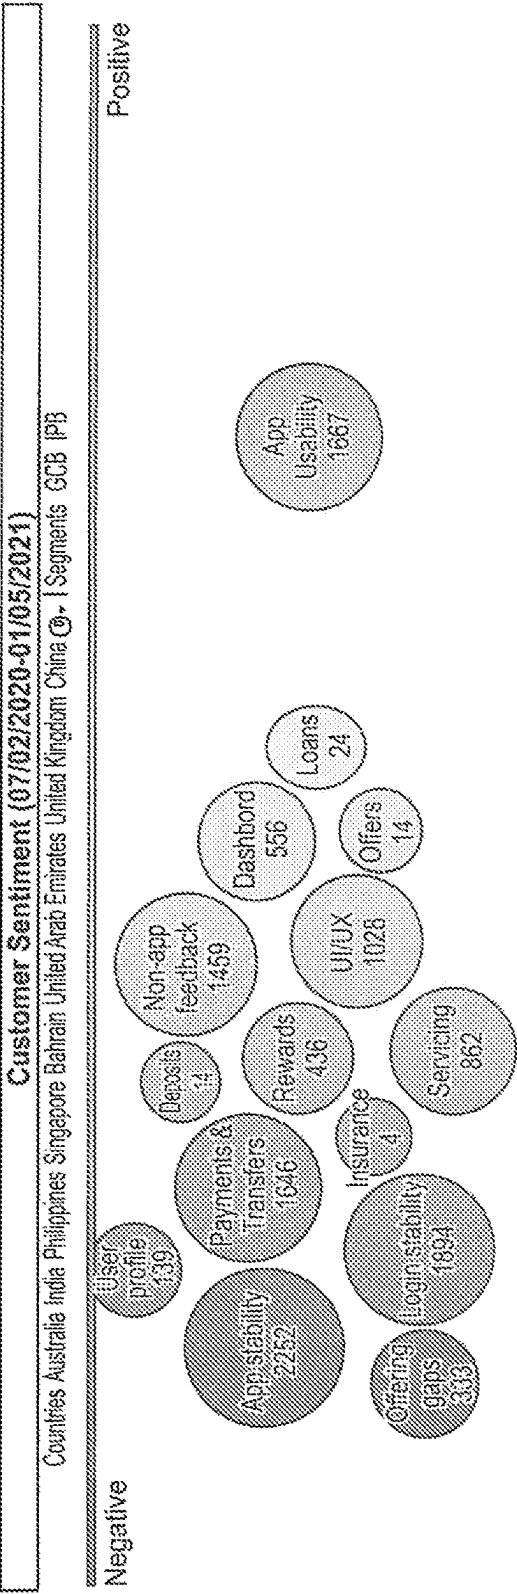 Customer Sentiment (07/02/2020-01/05/2021)
Countries Australia India Philippines Singapore Bahrain United Arab Emirates United Kingdom China | Segments GCB IPB
Negative
Positive
User
profile
139
Deposits
Non-app
feedback
1459
App stability
2252
Payments &
Transfers
1646
Rewards
436
Dashbord
556
App
Usability
1667
Offering
gaps
333
Login stability
1894
Insurance
4
Servicing
862
UI/UX
1028
Offers
14
Loans
24